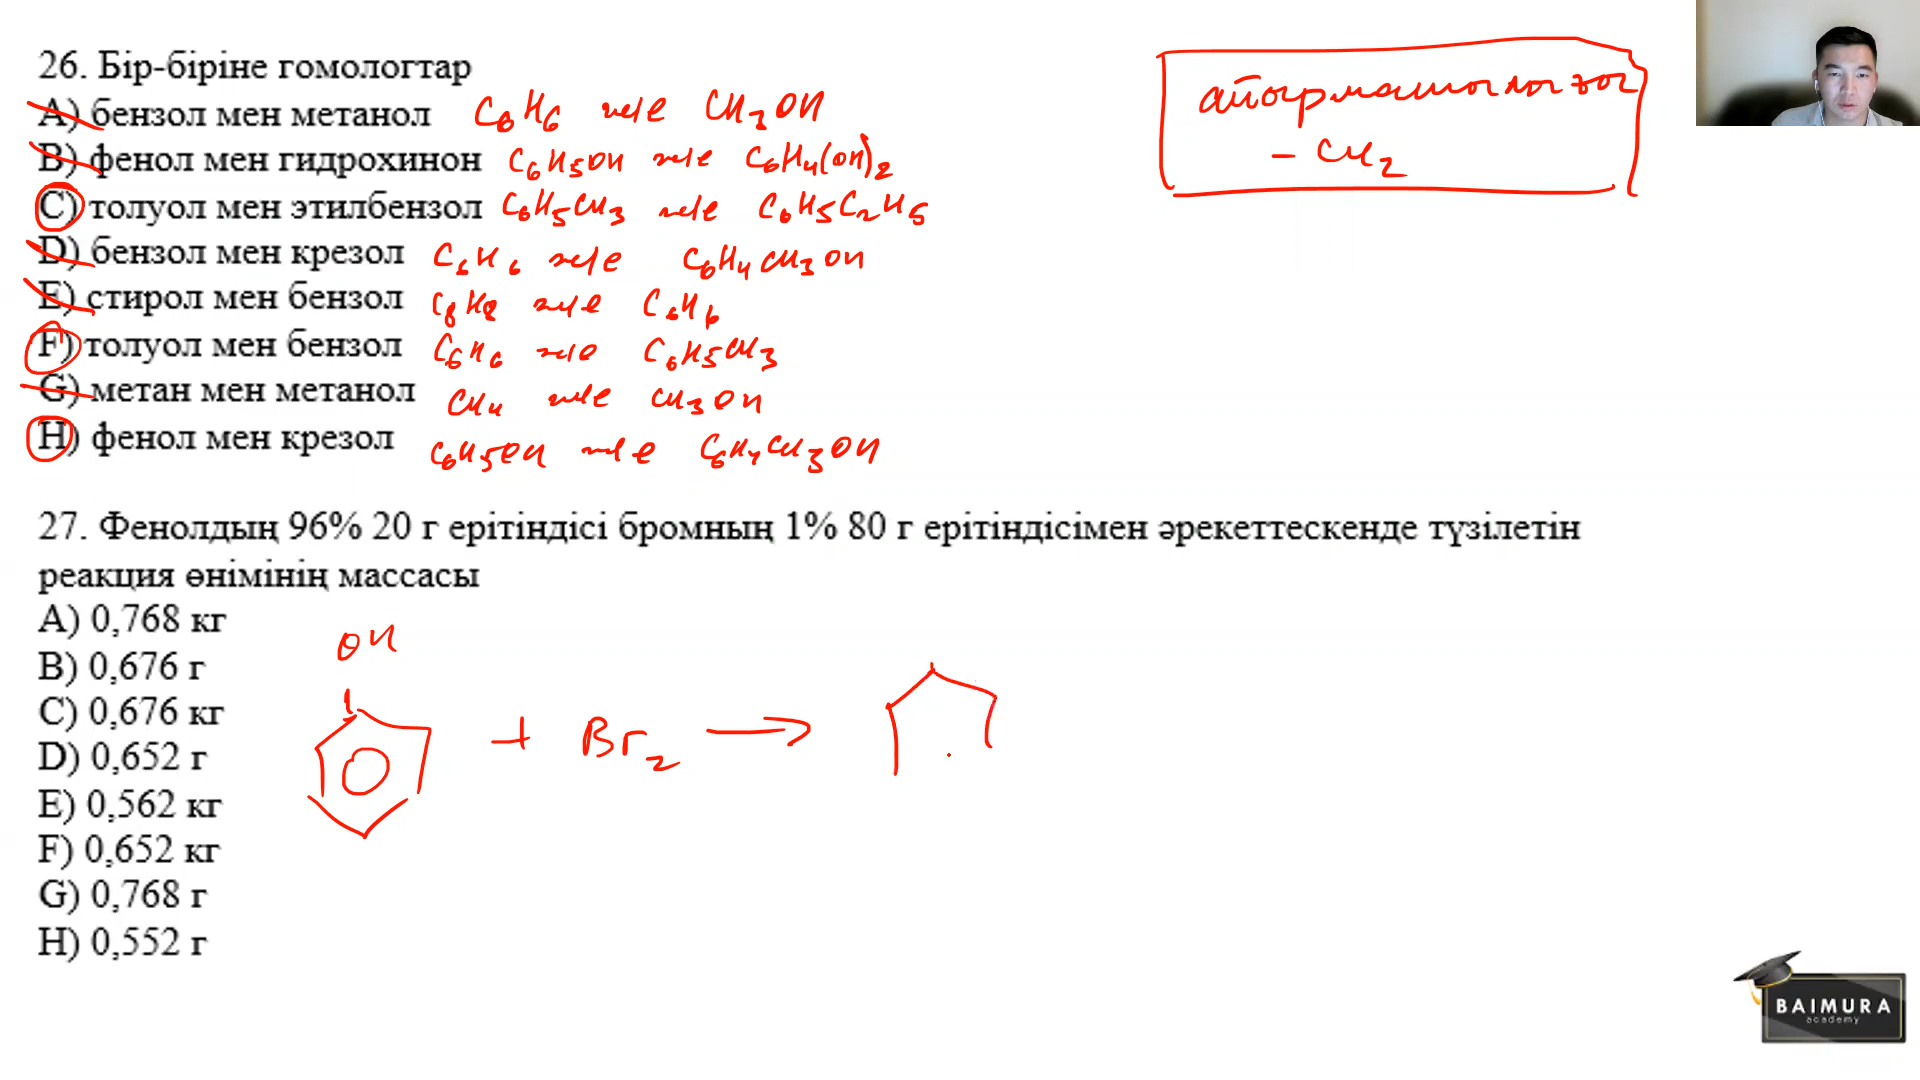 26. Бір-біріне гомологтар
A) бензол мен метанол C6H6 және CH3OH
B) фенол мен гидрохинон C6H5OH және C6H4(OH)2
C) толуол мен этилбензол C6H5CH3 және C6H5C2H5
D) бензол мен крезол C6H6 және C6H4CH3OH
E) стирол мен бензол C8H8 және C6H6
F) толуол мен бензол C6H6 және C6H5CH3
G) метан мен метанол CH4 және CH3OH
H) фенол мен крезол C6H5OH және C6H4CH3OH
айырмашылығы
- CH2
27. Фенолдың 96% 20 г ерітіндісі бромның 1% 80 г ерітіндісімен әрекеттескенде түзілетін
реакция өнімінің массасы
A) 0,768 кг
B) 0,676 г
C) 0,676 кг
D) 0,652 г
E) 0,562 кг
F) 0,652 кг
G) 0,768 г
H) 0,552 г
OH
+ Br2 →
BAIMURA
academy